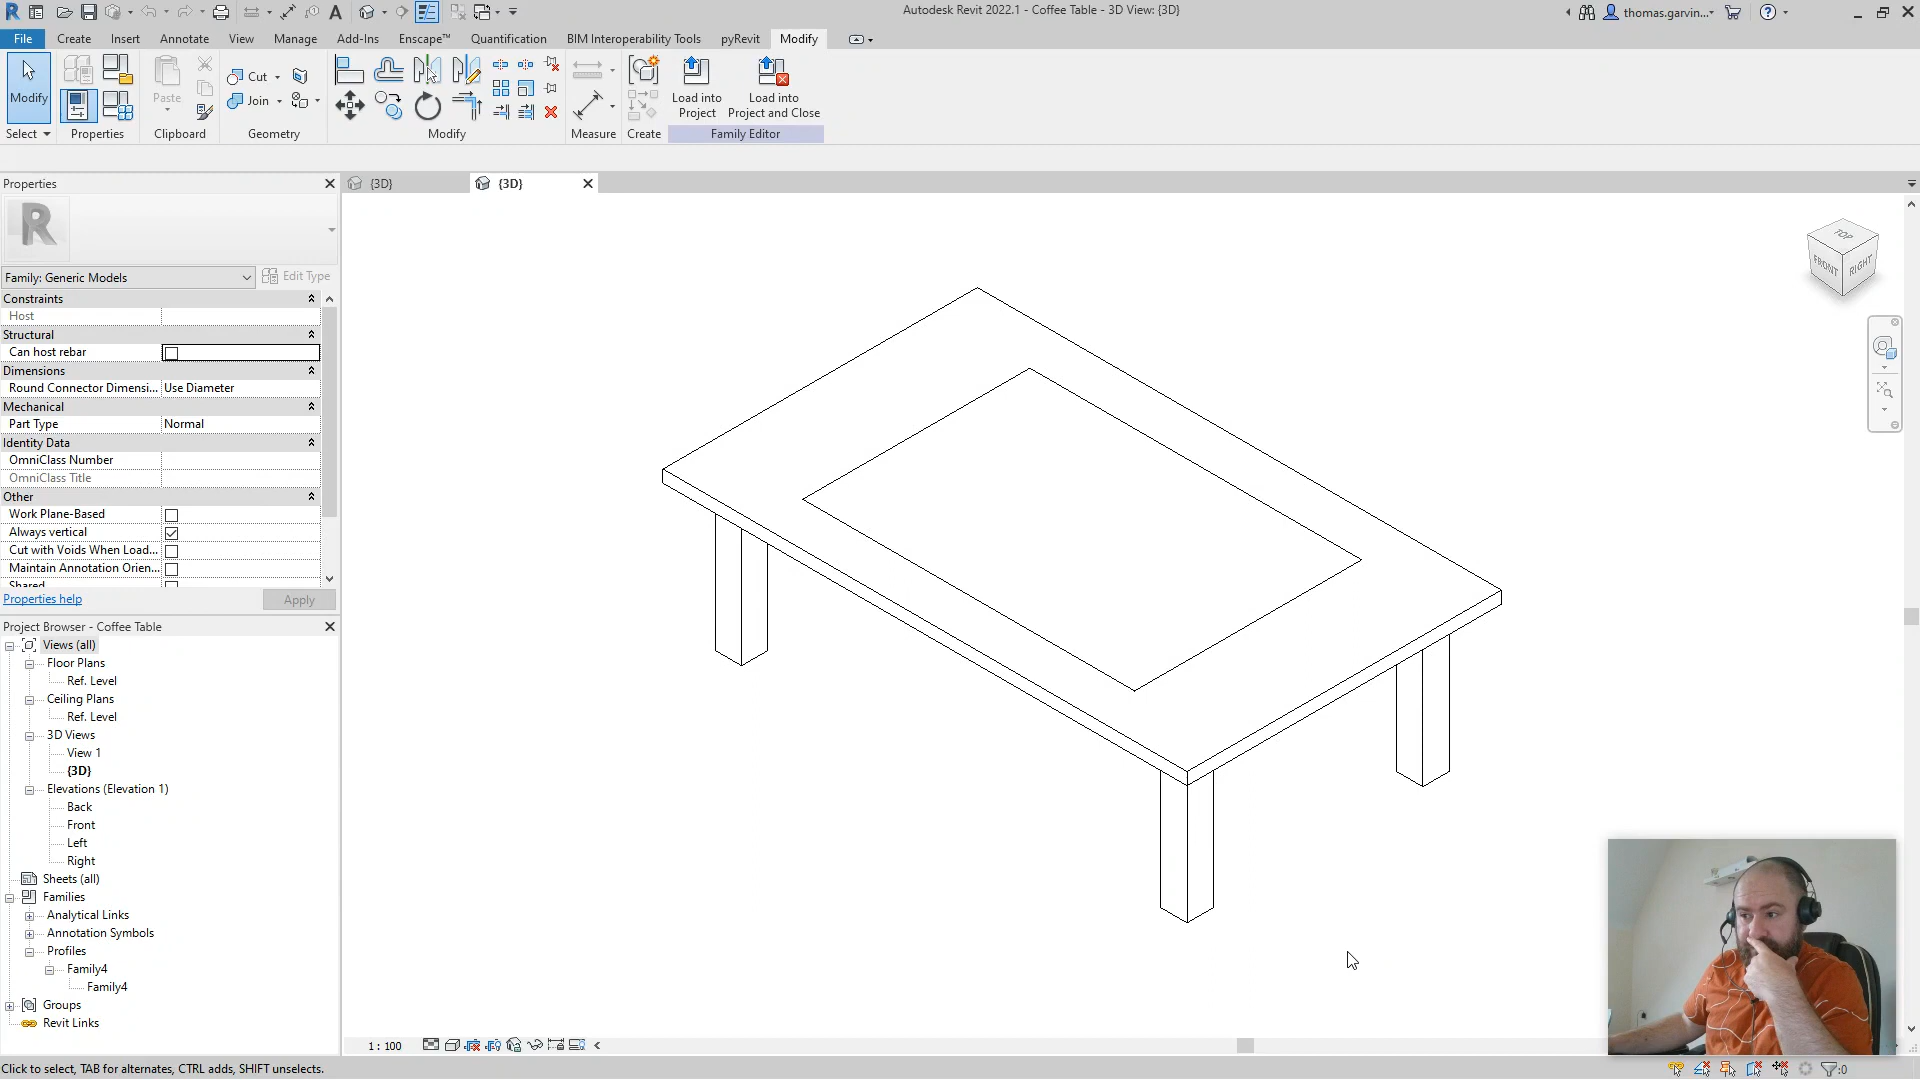 Autodesk Revit 2022.1 - Coffee Table - 3D View: {3D}
thomas.garvin...
File Create Insert Annotate View Manage Add-Ins Enscape™ Quantification BIM Interoperability Tools pyRevit Modify
Modify
Paste
Cut
Join
Load into Project
Load into Project and Close
Select Properties Clipboard Geometry Modify Measure Create Family Editor
Properties
{3D}
{3D}
R
Family: Generic Models
Edit Type
Constraints
Host
Structural
Can host rebar
Dimensions
Round Connector Dimensi... Use Diameter
Mechanical
Part Type Normal
Identity Data
OmniClass Number
OmniClass Title
Other
Work Plane-Based
Always vertical
Cut with Voids When Load...
Maintain Annotation Orien...
Shared
Properties help
Apply
TOP
FRONT
RIGHT
Project Browser - Coffee Table
Views (all)
Floor Plans
Ref. Level
Ceiling Plans
Ref. Level
3D Views
View 1
{3D}
Elevations (Elevation 1)
Back
Front
Left
Right
Sheets (all)
Families
Analytical Links
Annotation Symbols
Profiles
Family4
Family4
Groups
Revit Links
1 : 100
Click to select, TAB for alternates, CTRL adds, SHIFT unselects.
:0